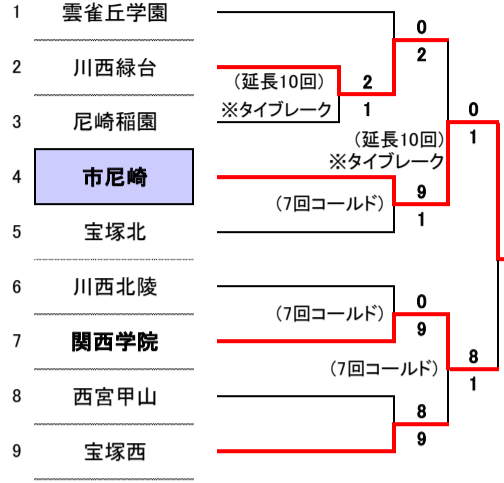 1 雲雀丘学園
0
2
2 川西緑台
(延長10回)
※タイブレーク
2
1
3 尼崎稲園
0
1
(延長10回)
※タイブレーク
4 市尼崎
(7回コールド)
9
1
5 宝塚北
6 川西北陵
(7回コールド)
0
9
7 関西学院
(7回コールド)
8
1
8 西宮甲山
8
9
9 宝塚西